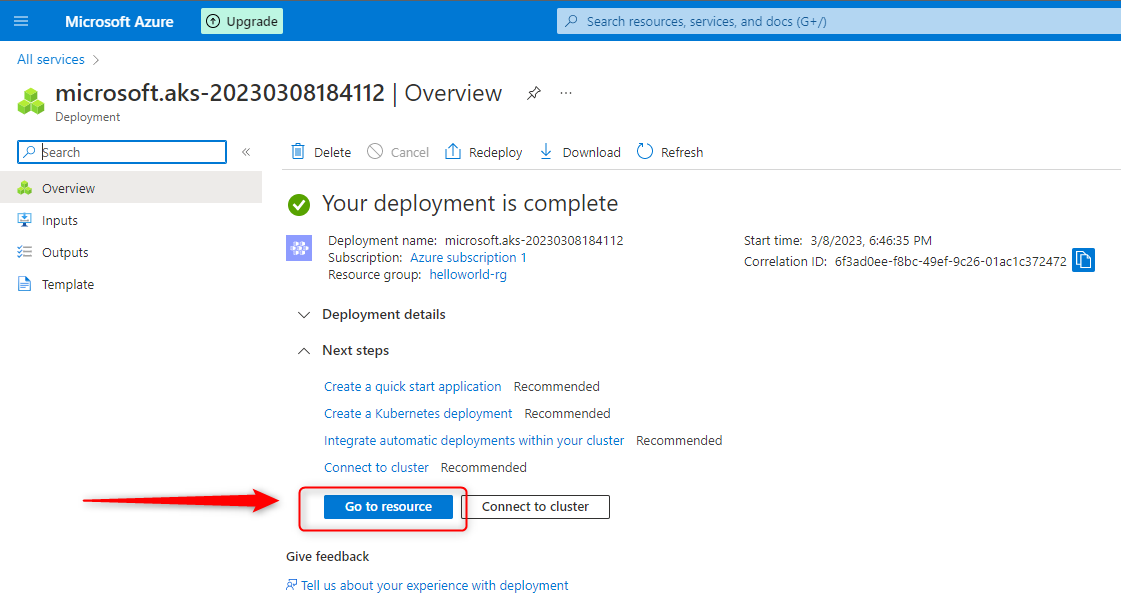 Microsoft Azure
Upgrade
Search resources, services, and docs (G+/)
All services
microsoft.aks-20230308184112 | Overview
Deployment
Search
Delete
Cancel
Redeploy
Download
Refresh
Overview
Inputs
Outputs
Template
Your deployment is complete
Deployment name: microsoft.aks-20230308184112
Subscription: Azure subscription 1
Resource group: helloworld-rg
Start time: 3/8/2023, 6:46:35 PM
Correlation ID: 6f3ad0ee-f8bc-49ef-9c26-01ac1c372472
Deployment details
Next steps
Create a quick start application Recommended
Create a Kubernetes deployment Recommended
Integrate automatic deployments within your cluster Recommended
Connect to cluster Recommended
Go to resource
Connect to cluster
Give feedback
Tell us about your experience with deployment